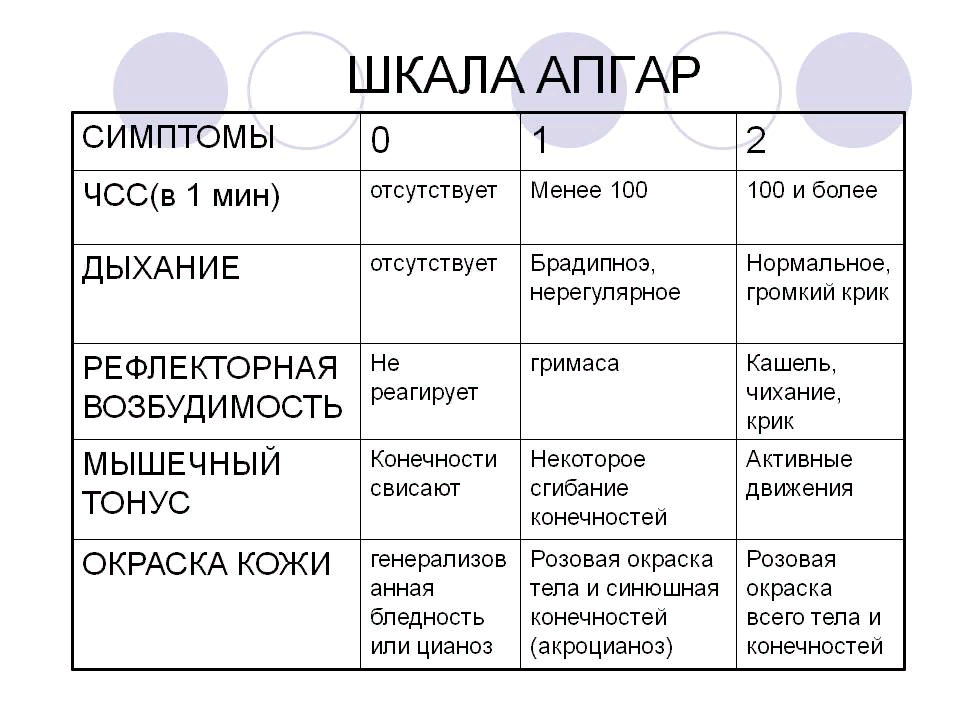 ШКАЛА АПГАР
СИМПТОМЫ
0
1
2
ЧСС(в 1 мин)
отсутствует
Менее 100
100 и более
ДЫХАНИЕ
отсутствует
Брадипноэ,
нерегулярное
Нормальное,
громкий крик
РЕФЛЕКТОРНАЯ
ВОЗБУДИМОСТЬ
Не
реагирует
гримаса
Кашель,
чихание,
крик
МЫШЕЧНЫЙ
ТОНУС
Конечности
свисают
Некоторое
сгибание
конечностей
Активные
движения
ОКРАСКА КОЖИ
генерализов
анная
бледность
или цианоз
Розовая окраска
тела и синюшная
конечностей
(акроцианоз)
Розовая
окраска
всего тела и
конечностей